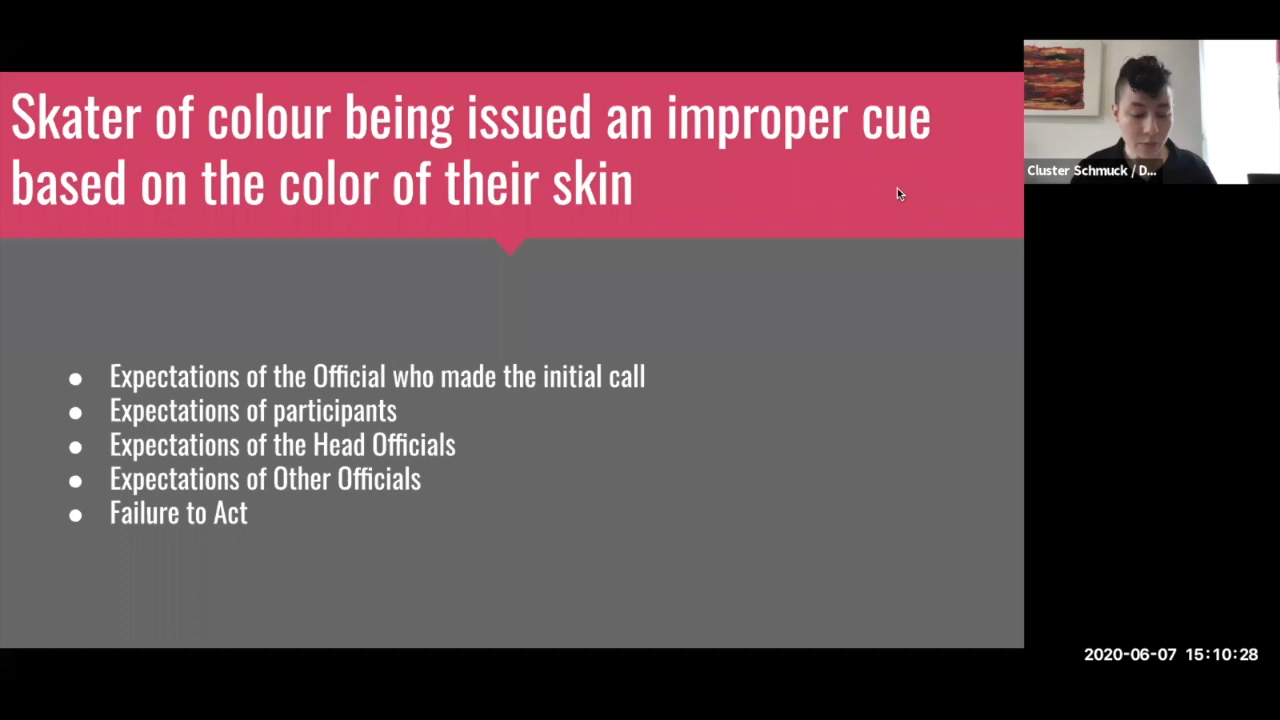 Skater of colour being issued an improper cue
based on the color of their skin
Cluster Schmuck / D...
● Expectations of the Official who made the initial call
● Expectations of participants
● Expectations of the Head Officials
● Expectations of Other Officials
● Failure to Act
2020-06-07 15:10:28